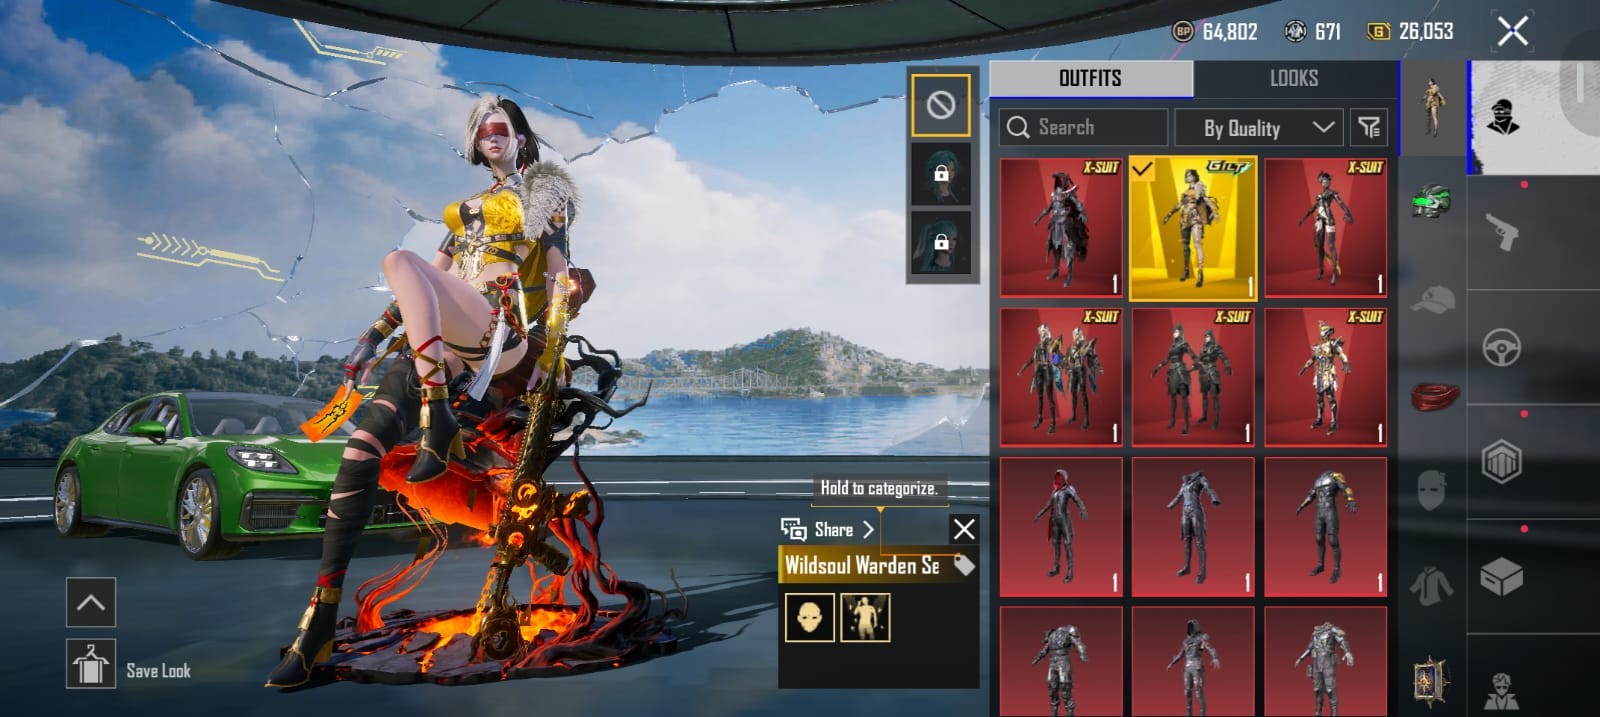 64,802
671
G 26,053
OUTFITS
LOOKS
Search
By Quality
X-SUIT
GILT
X-SUIT
X-SUIT
X-SUIT
X-SUIT
1
1
1
1
1
1
1
1
1
Hold to categorize.
Share
Wildsoul Warden Se
Save Look